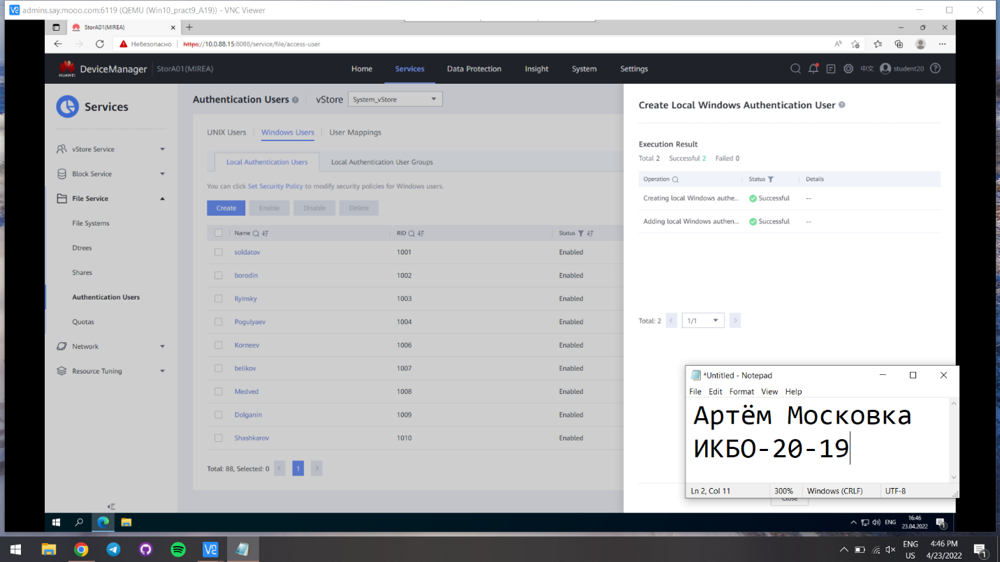 admins.say.mooo.com:6119 (QEMU (Win10_pract9_A19)) - VNC Viewer
StorA01(MIREA)
Небезопасно https://10.0.88.15:8088/service/file/access-user
HUAWEI DeviceManager StorA01(MIREA) Home Services Data Protection Insight System Settings 中文 student20
Services
vStore Service
Block Service
File Service
File Systems
Dtrees
Shares
Authentication Users
Quotas
Network
Resource Tuning
Authentication Users vStore System_vStore
UNIX Users Windows Users User Mappings
Local Authentication Users Local Authentication User Groups
You can click Set Security Policy to modify security policies for Windows users.
Create Enable Disable Delete
Name RID Status
soldatov 1001 Enabled
borodin 1002 Enabled
Ilyinsky 1003 Enabled
Pogulyaev 1004 Enabled
Korneev 1006 Enabled
belikov 1007 Enabled
Medved 1008 Enabled
Dolganin 1009 Enabled
Shashkarov 1010 Enabled
Total: 88, Selected: 0 1
Create Local Windows Authentication User
Execution Result
Total 2 Successful 2 Failed 0
Operation Status Details
Creating local Windows authe... Successful --
Adding local Windows authen... Successful --
Total: 2 1/1
*Untitled - Notepad
File Edit Format View Help
Артём Московка
ИКБО-20-19
Ln 2, Col 11 300% Windows (CRLF) UTF-8
Close
ENG 16:46
23.04.2022 1
ENG 4:46 PM
US 4/23/2022 1